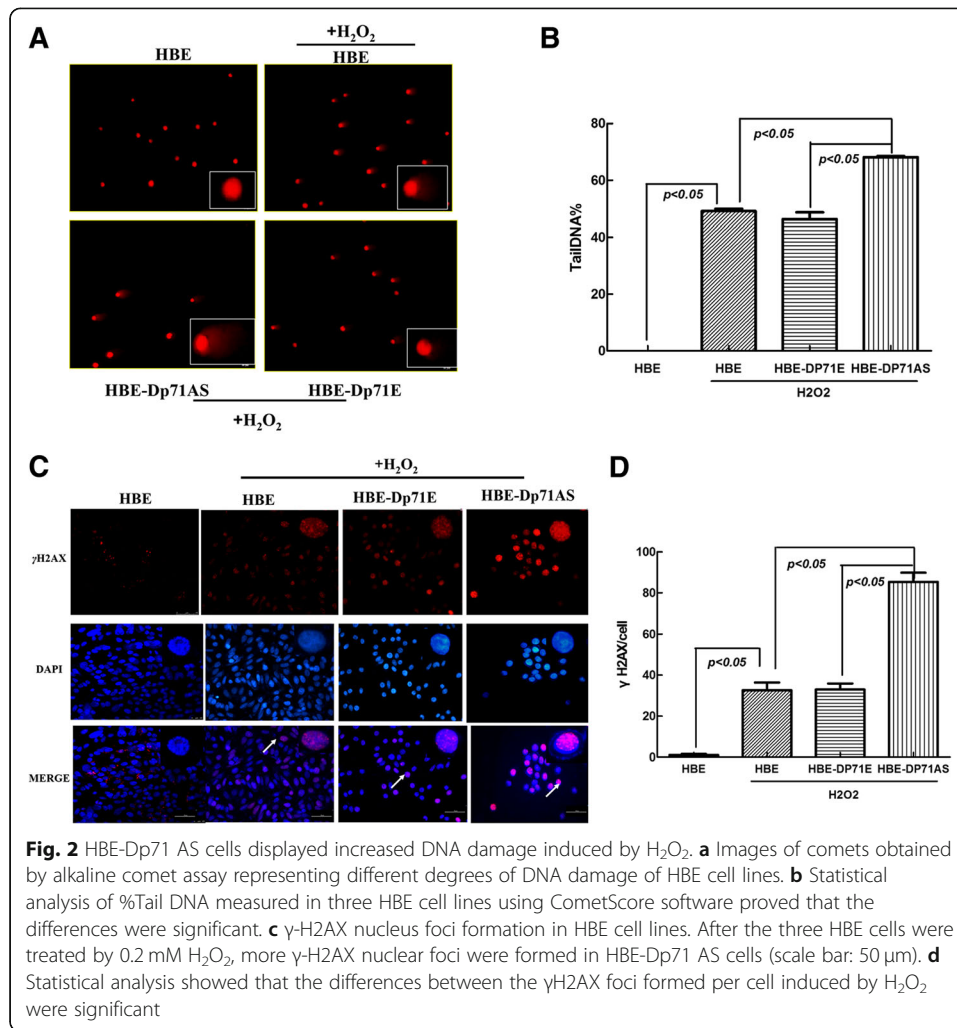 A
+H₂O₂
HBE
HBE
HBE-Dp71AS
HBE-Dp71E
+H₂O₂
B
80
60
40
20
0
TailDNA%
p<0.05
p<0.05
p<0.05
HBE
HBE
HBE-DP71E
HBE-DP71AS
H2O2
C
+H₂O₂
HBE
HBE
HBE-Dp71E
HBE-Dp71AS
γH2AX
DAPI
MERGE
D
100
80
60
40
20
0
γ H2AX/cell
p<0.05
p<0.05
p<0.05
HBE
HBE
HBE-DP71E
HBE-DP71AS
H2O2
Fig. 2 HBE-Dp71 AS cells displayed increased DNA damage induced by H₂O₂. a Images of comets obtained
by alkaline comet assay representing different degrees of DNA damage of HBE cell lines. b Statistical
analysis of %Tail DNA measured in three HBE cell lines using CometScore software proved that the
differences were significant. c γ-H2AX nucleus foci formation in HBE cell lines. After the three HBE cells were
treated by 0.2 mM H₂O₂, more γ-H2AX nuclear foci were formed in HBE-Dp71 AS cells (scale bar: 50 μm). d
Statistical analysis showed that the differences between the γH2AX foci formed per cell induced by H₂O₂
were significant